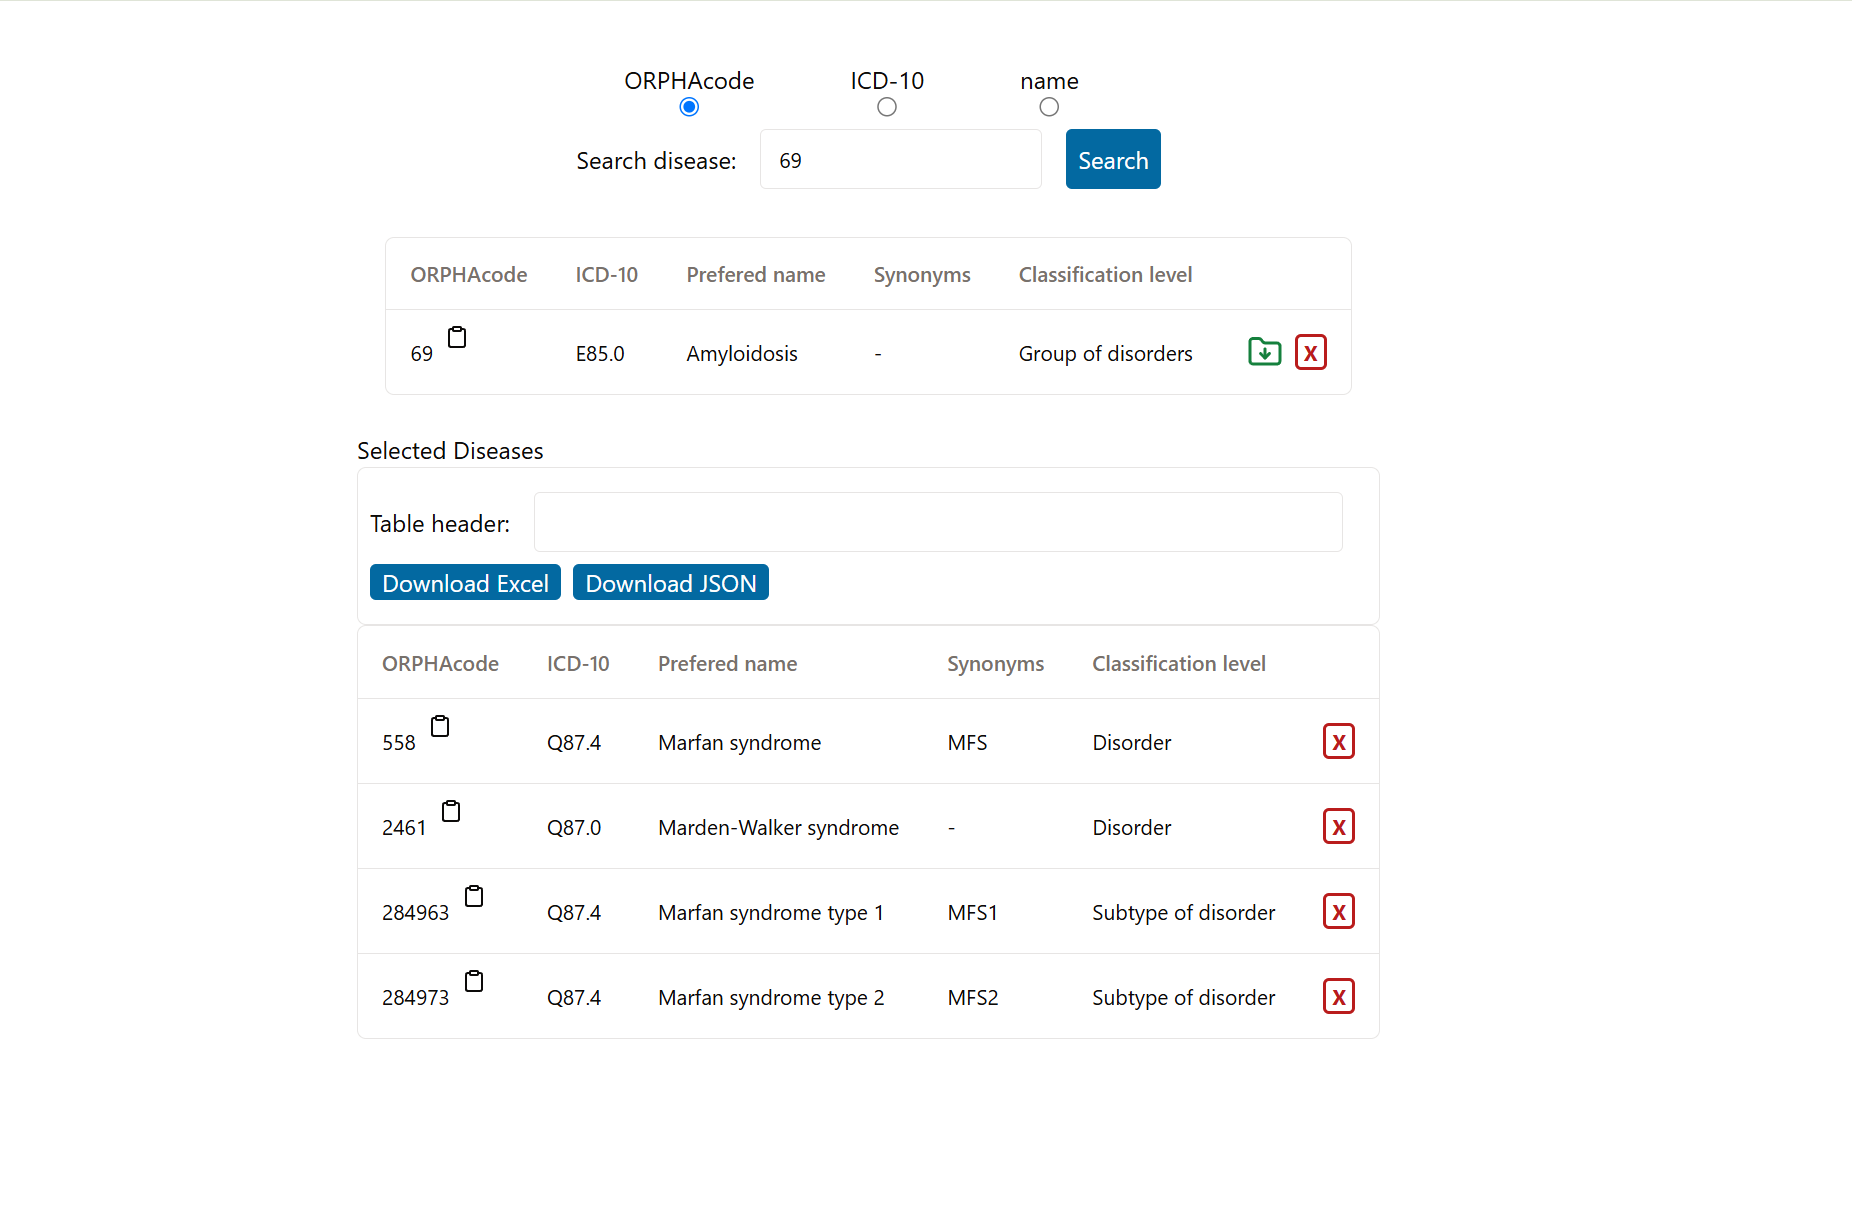 ORPHAcode ICD-10 name
Search disease: 69 Search
ORPHAcode ICD-10 Prefered name Synonyms Classification level
69 E85.0 Amyloidosis - Group of disorders X
Selected Diseases
Table header:
Download Excel Download JSON
ORPHAcode ICD-10 Prefered name Synonyms Classification level
558 Q87.4 Marfan syndrome MFS Disorder X
2461 Q87.0 Marden-Walker syndrome - Disorder X
284963 Q87.4 Marfan syndrome type 1 MFS1 Subtype of disorder X
284973 Q87.4 Marfan syndrome type 2 MFS2 Subtype of disorder X